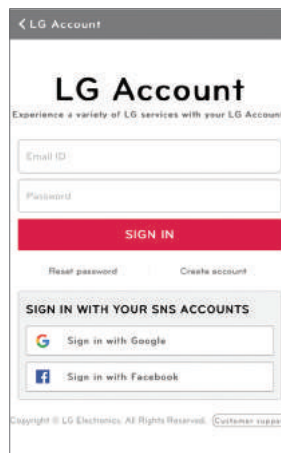 LG Account
LG Account
Experience a variety of LG services with your LG Account
Email ID
Password
SIGN IN
Reset password Create account
SIGN IN WITH YOUR SNS ACCOUNTS
Sign in with Google
Sign in with Facebook
Copyright © LG Electronics. All Rights Reserved. Customer suppo